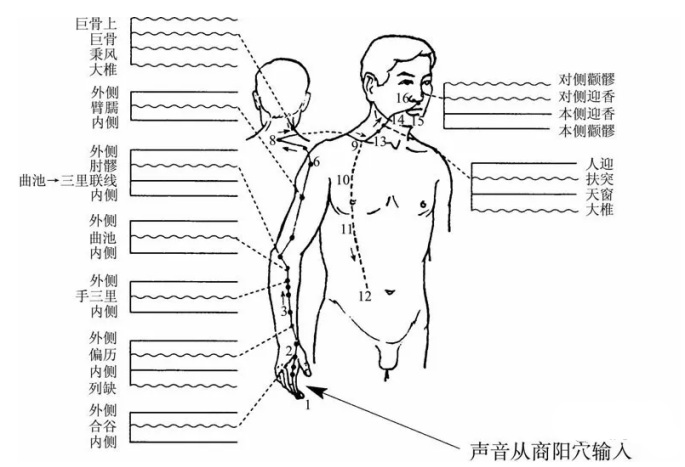 巨骨上
巨骨
秉风
大椎
外侧
臂臑
内侧
外侧
肘髎
曲池→三里联线
内侧
外侧
曲池
内侧
外侧
手三里
内侧
外侧
偏历
内侧
列缺
外侧
合谷
内侧
对侧颧髎
对侧迎香
本侧迎香
本侧颧髎
人迎
扶突
天窗
大椎
16
14
15
13
8
9
6
10
11
12
3
2
1
声音从商阳穴输入